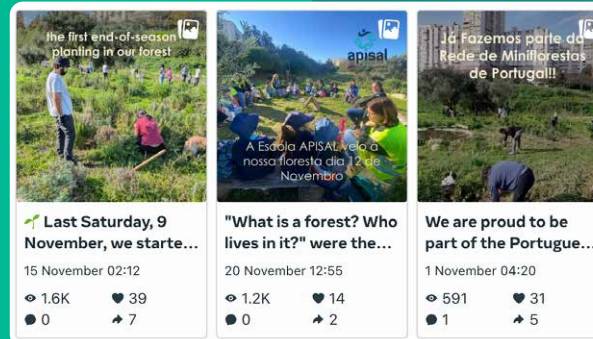 the first end-of-season
planting in our forest
🌱 Last Saturday, 9
November, we starte...
15 November 02:12
1.6K 39
0 7
apisal
A Escola APISAL veio à
nossa floresta dia 12 de
Novembro
"What is a forest? Who
lives in it?" were the...
20 November 12:55
1.2K 14
0 2
Já Fazemos parte da
Rede de Miniflorestas
de Portugal!!
We are proud to be
part of the Portugue...
1 November 04:20
591 31
1 5